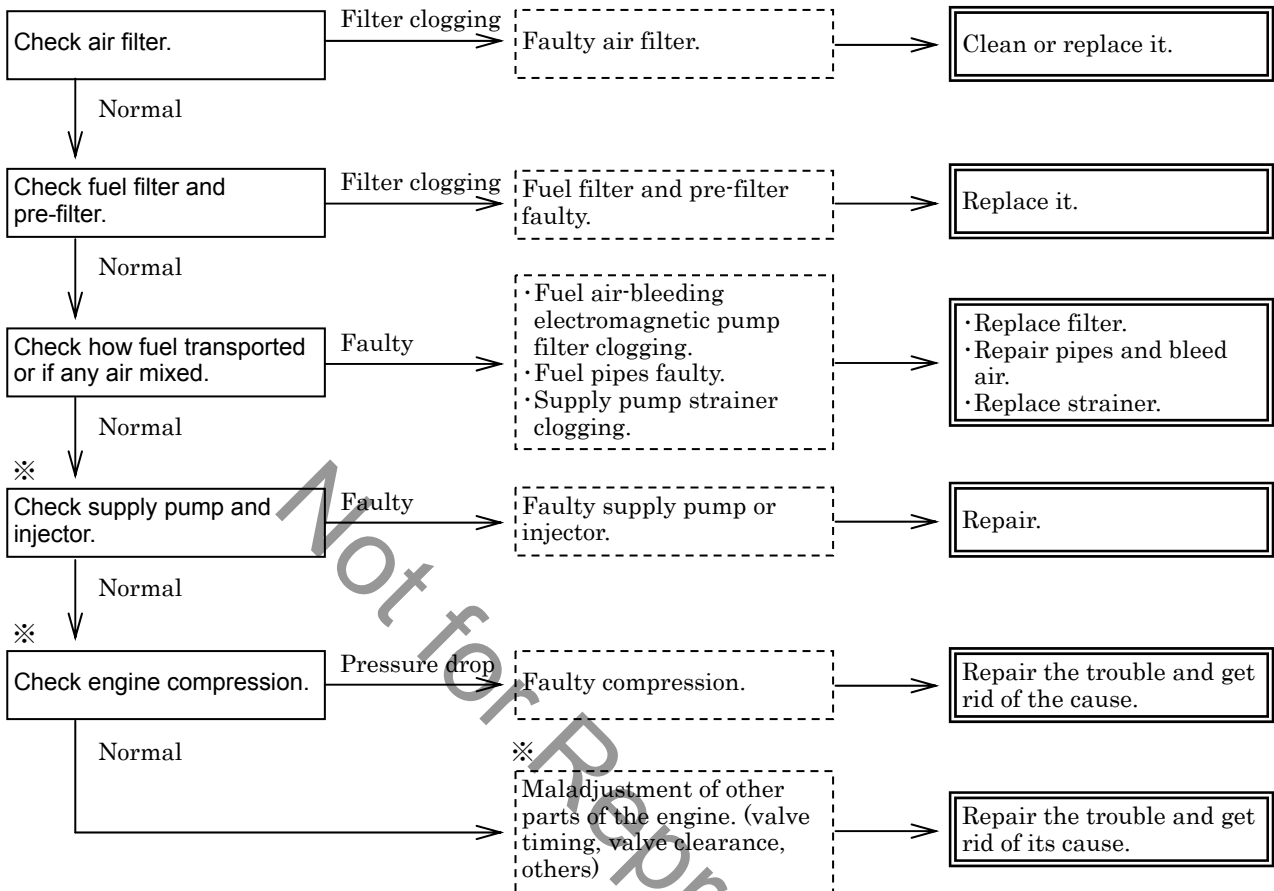 Check air filter.
Filter clogging
Faulty air filter.
Clean or replace it.
Normal
Check fuel filter and
pre-filter.
Filter clogging
Fuel filter and pre-filter
faulty.
Replace it.
Normal
Check how fuel transported
or if any air mixed.
Faulty
・Fuel air-bleeding
electromagnetic pump
filter clogging.
・Fuel pipes faulty.
・Supply pump strainer
clogging.
・Replace filter.
・Repair pipes and bleed
air.
・Replace strainer.
Normal
※
Check supply pump and
injector.
Faulty
Faulty supply pump or
injector.
Repair.
Normal
※
Check engine compression.
Pressure drop
Faulty compression.
Repair the trouble and get
rid of the cause.
Normal
※
Maladjustment of other
parts of the engine. (valve
timing, valve clearance,
others)
Repair the trouble and get
rid of its cause.
Not for Repr